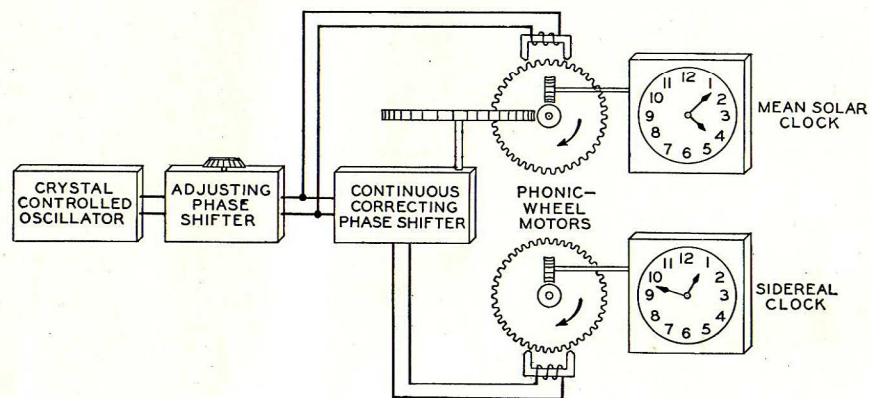 CRYSTAL
CONTROLLED
OSCILLATOR
ADJUSTING
PHASE
SHIFTER
CONTINUOUS
CORRECTING
PHASE SHIFTER
PHONIC-
WHEEL
MOTORS
12
1
2
3
4
5
6
7
8
9
10
11
MEAN SOLAR
CLOCK
12
1
2
3
4
5
6
7
8
9
10
11
SIDEREAL
CLOCK